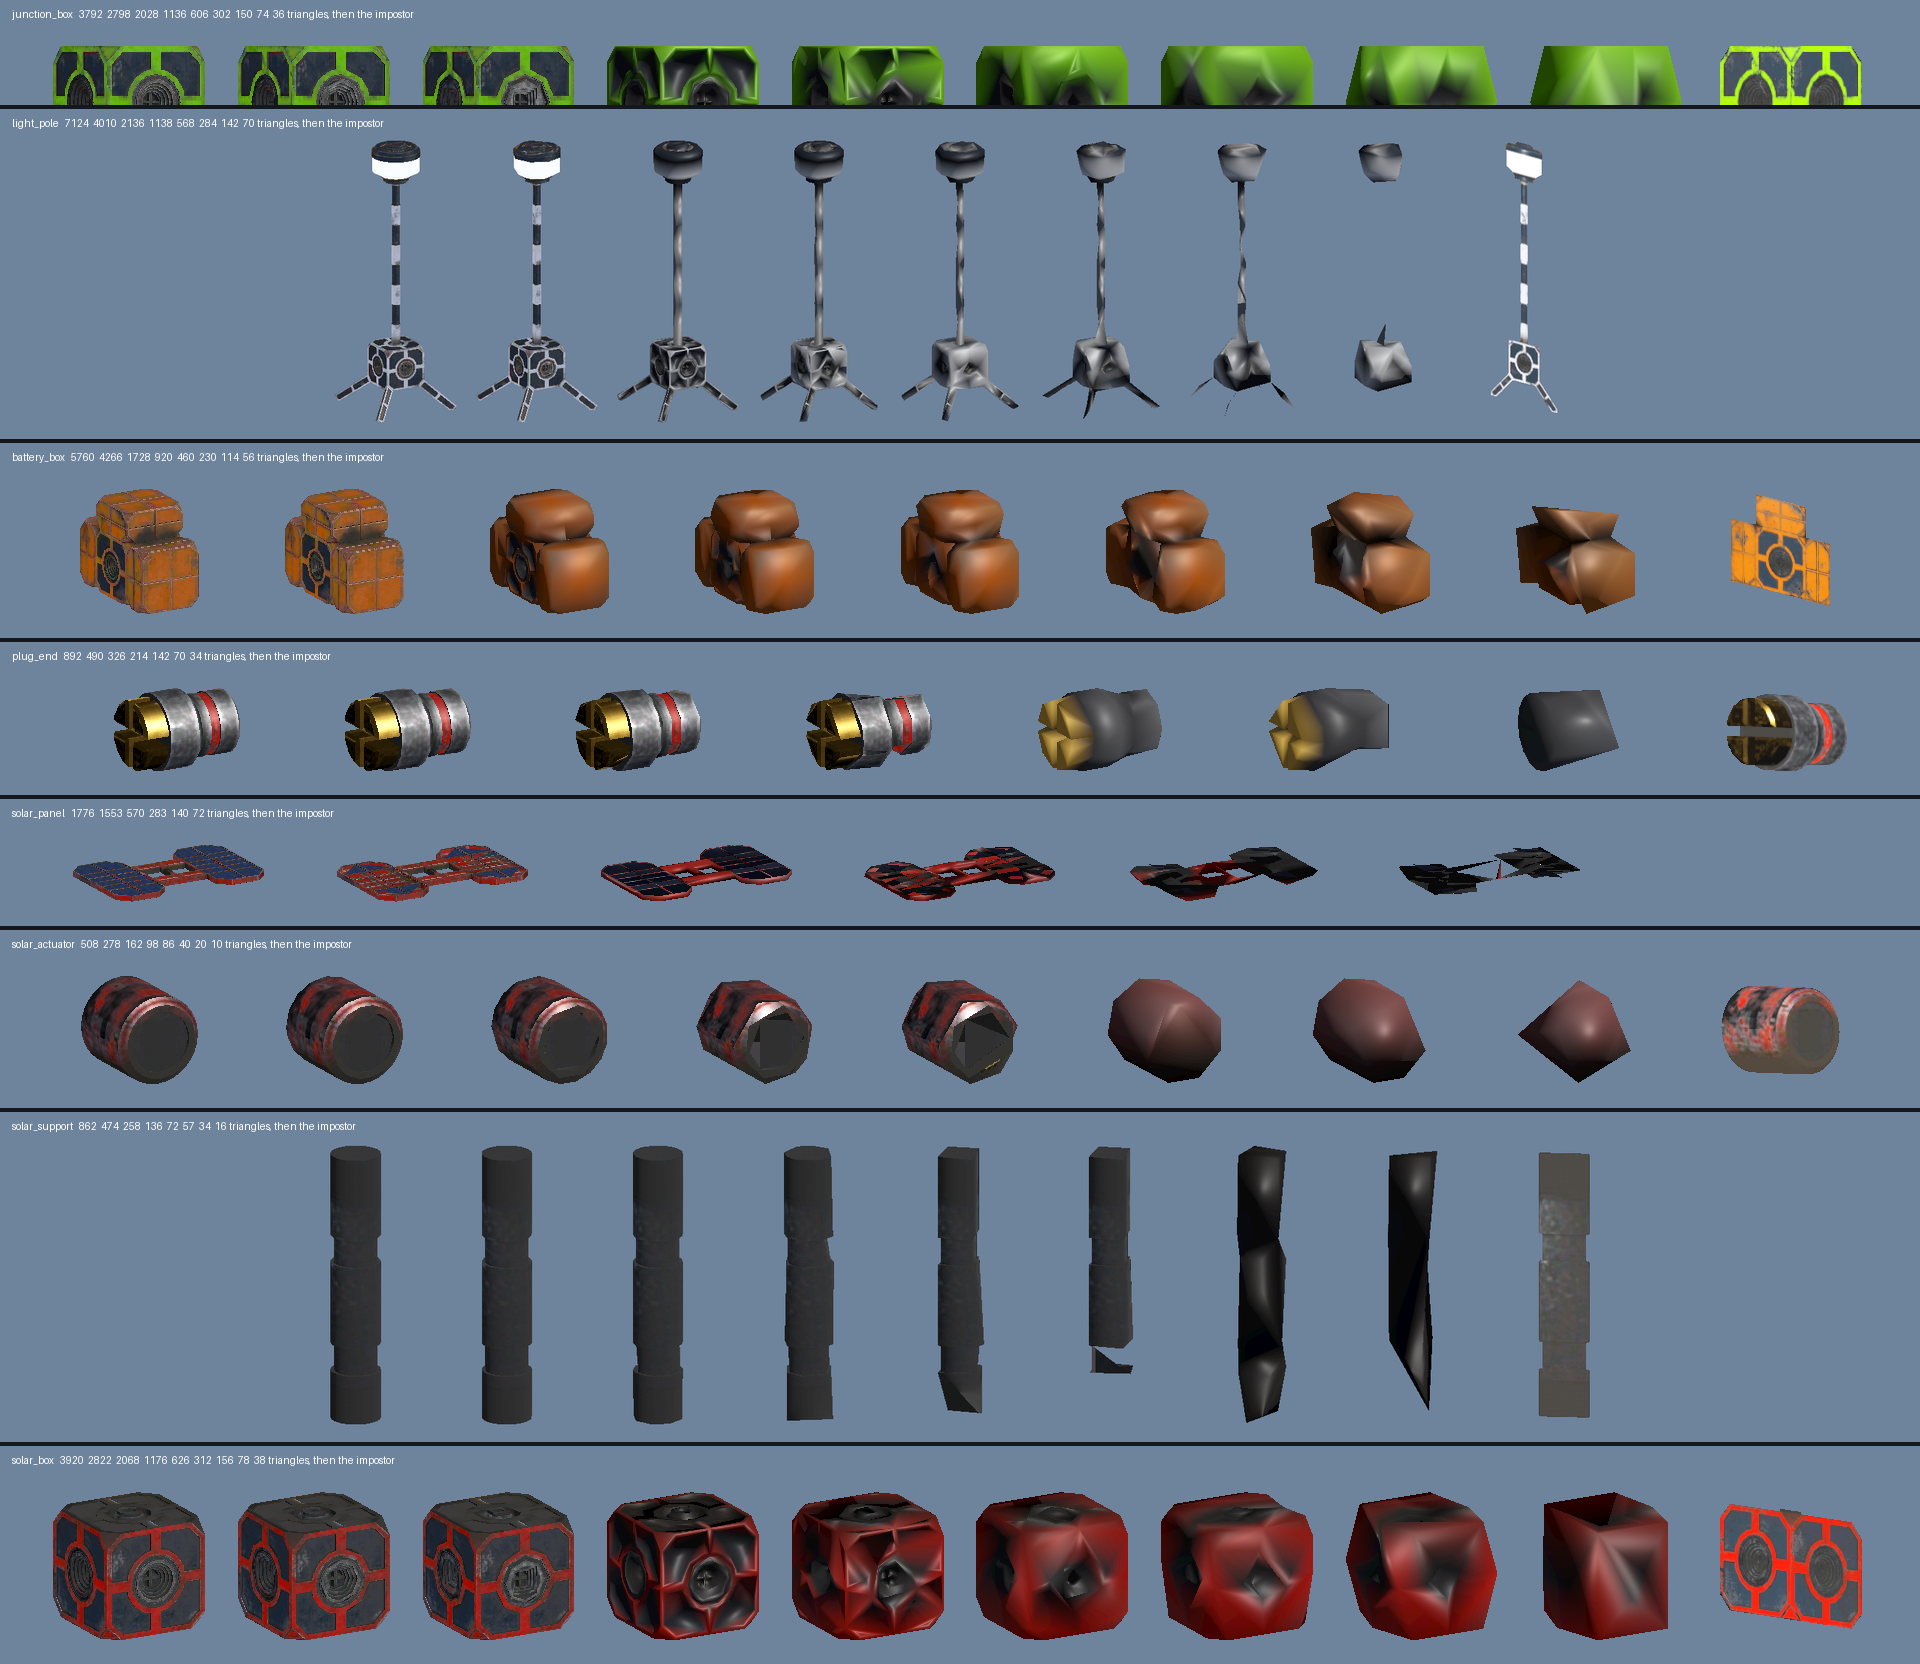 junction_box 3792 2798 2028 1136 606 302 150 74 36 triangles, then the impostor
light_pole 7124 4010 2136 1138 568 284 142 70 triangles, then the impostor
battery_box 5760 4266 1728 920 460 230 114 56 triangles, then the impostor
plug_end 892 490 326 214 142 70 34 triangles, then the impostor
solar_panel 1776 1553 570 283 140 72 triangles, then the impostor
solar_actuator 508 278 162 98 86 40 20 10 triangles, then the impostor
solar_support 862 474 258 136 72 57 34 16 triangles, then the impostor
solar_box 3920 2822 2068 1176 626 312 156 78 38 triangles, then the impostor